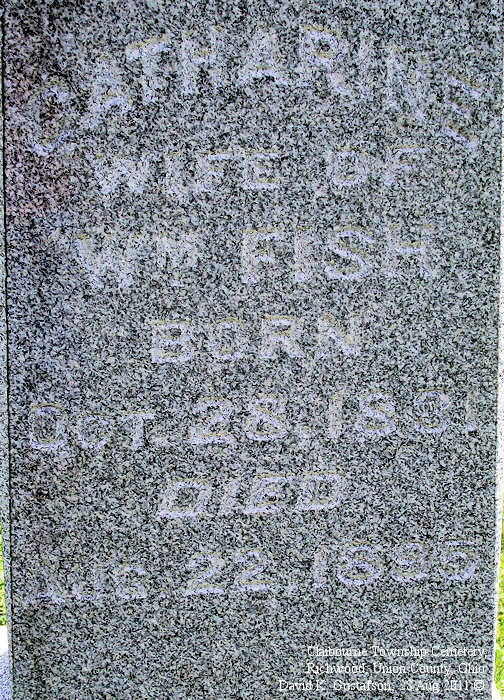 CATHARINE
WIFE OF
WM FISH
BORN
OCT. 28, 1831
DIED
AUG. 22, 1895
Claibourne Township Cemetery,
Richwood, Union County, Ohio
David K. Gustafson, 23 Aug 2011 ©